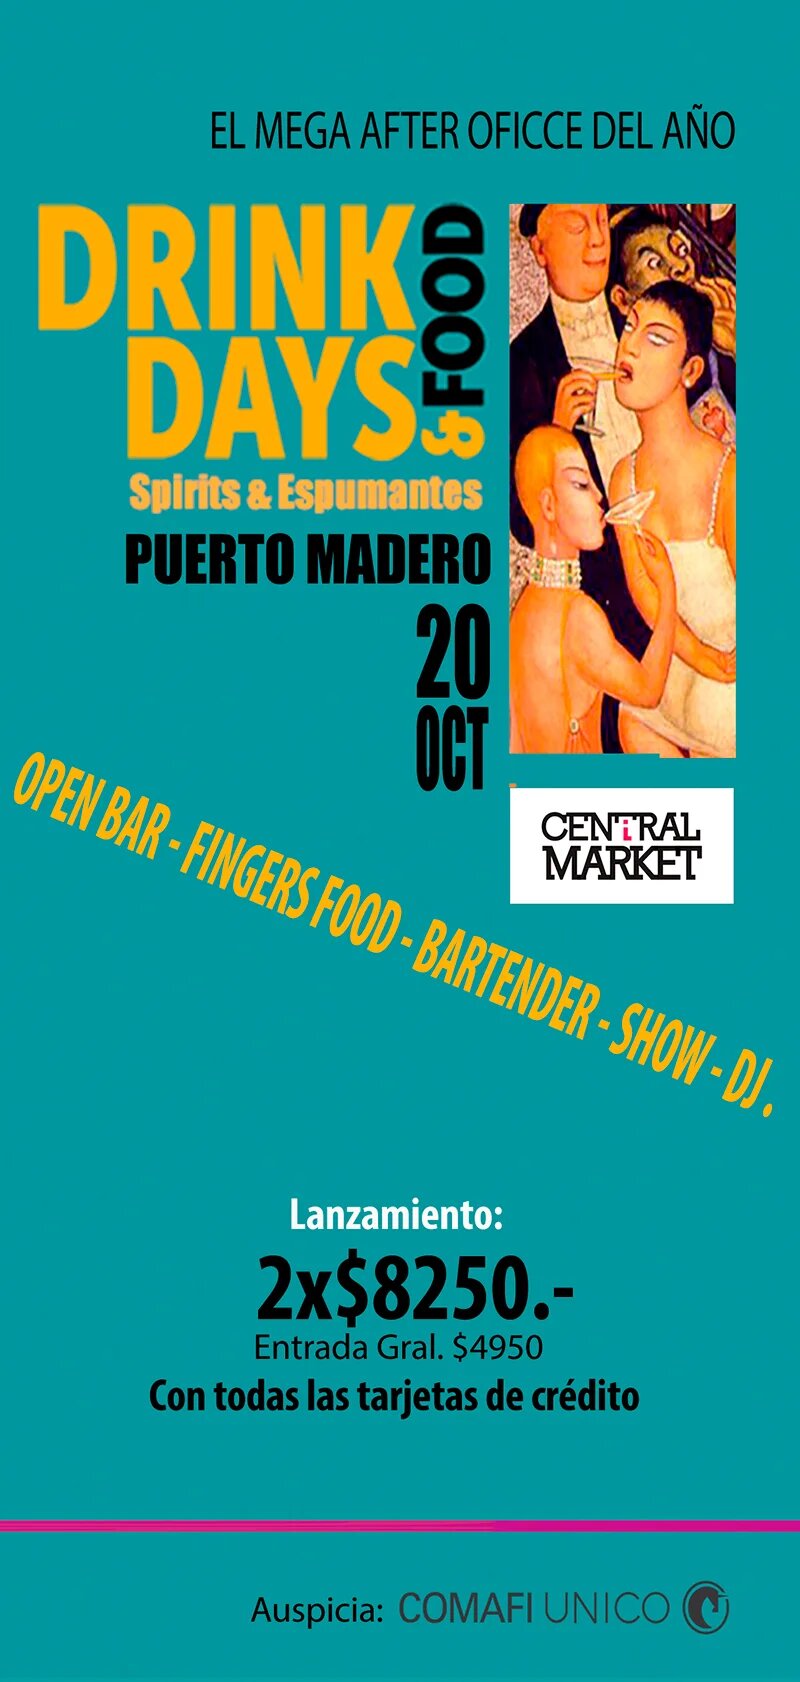 EL MEGA AFTER OFICCE DEL AÑO
DRINK
DAYS
& FOOD
Spirits & Espumantes
PUERTO MADERO
20
OCT
CENTRAL
MARKET
OPEN BAR - FINGERS FOOD - BARTENDER - SHOW - DJ.
Lanzamiento:
2x$8250.-
Entrada Gral. $4950
Con todas las tarjetas de crédito
Auspicia: COMAFI UNICO